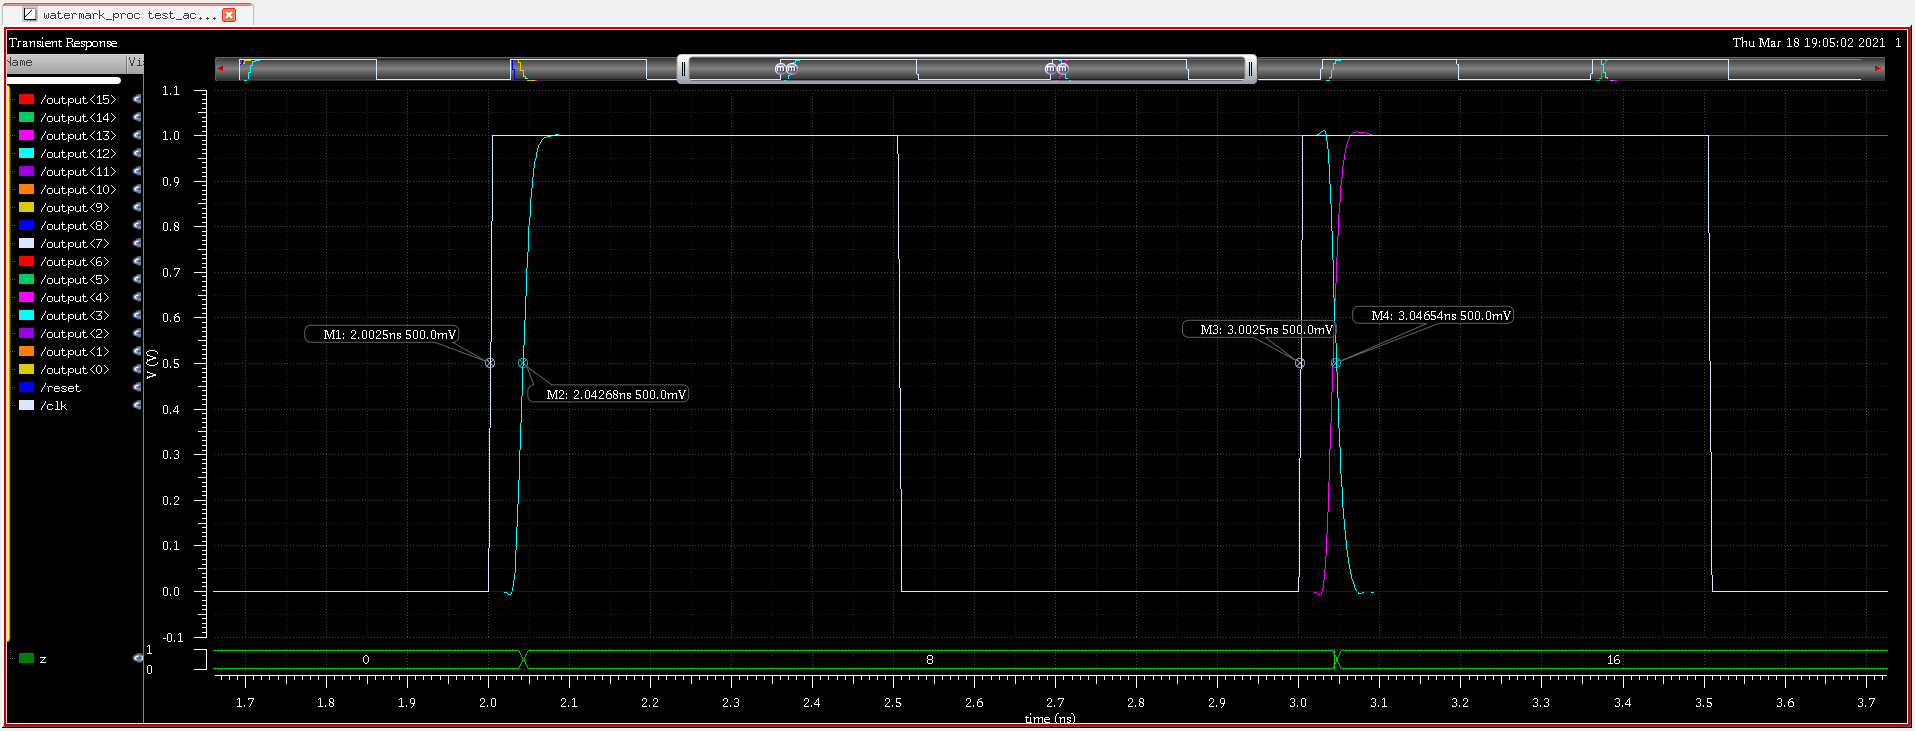 watermark_proc test_ac...
Transient Response
Thu Mar 18 19:05:02 2021 1
Name Vi
/output<15>
/output<14>
/output<13>
/output<12>
/output<11>
/output<10>
/output<9>
/output<8>
/output<7>
/output<6>
/output<5>
/output<4>
/output<3>
/output<2>
/output<1>
/output<0>
/reset
/clk
z
m m m m
1.1
1.0
0.9
0.8
0.7
0.6
0.5
0.4
0.3
0.2
0.1
0.0
-0.1
V (V)
M1: 2.0025ns 500.0mV
M2: 2.04268ns 500.0mV
M3: 3.0025ns 500.0mV
M4: 3.04654ns 500.0mV
1
0
0 8 16
1.7 1.8 1.9 2.0 2.1 2.2 2.3 2.4 2.5 2.6 2.7 2.8 2.9 3.0 3.1 3.2 3.3 3.4 3.5 3.6 3.7
time (ns)